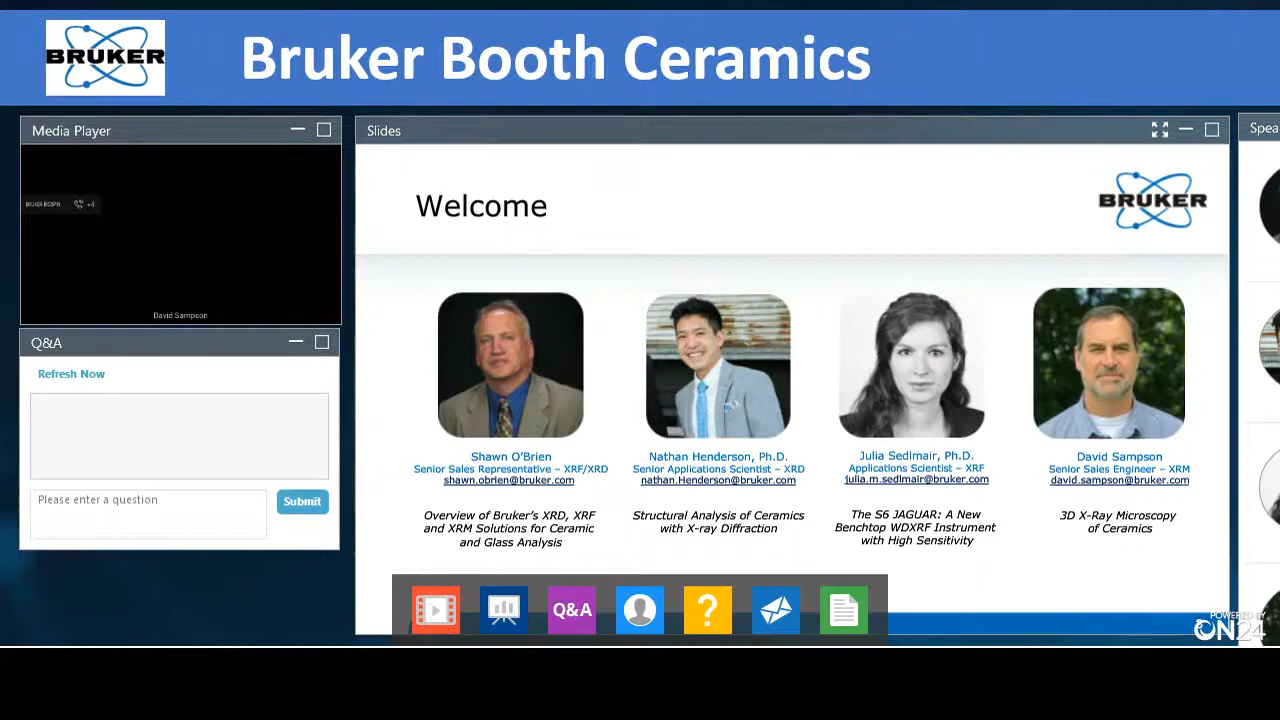 BRUKER
Bruker Booth Ceramics
Media Player
BRUKER BOOTH +4
David Sampson
Q&A
Refresh Now
Please enter a question
Submit
Slides
Welcome
BRUKER
Shawn O'Brien
Senior Sales Representative – XRF/XRD
shawn.obrien@bruker.com
Overview of Bruker's XRD, XRF
and XRM Solutions for Ceramic
and Glass Analysis
Nathan Henderson, Ph.D.
Senior Applications Scientist – XRD
nathan.Henderson@bruker.com
Structural Analysis of Ceramics
with X-ray Diffraction
Julia Sedlmair, Ph.D.
Applications Scientist – XRF
julia.m.sedlmair@bruker.com
The S6 JAGUAR: A New
Benchtop WDXRF Instrument
with High Sensitivity
David Sampson
Senior Sales Engineer – XRM
david.sampson@bruker.com
3D X-Ray Microscopy
of Ceramics
Spea
Q&A
?
POWERED BY
ON24